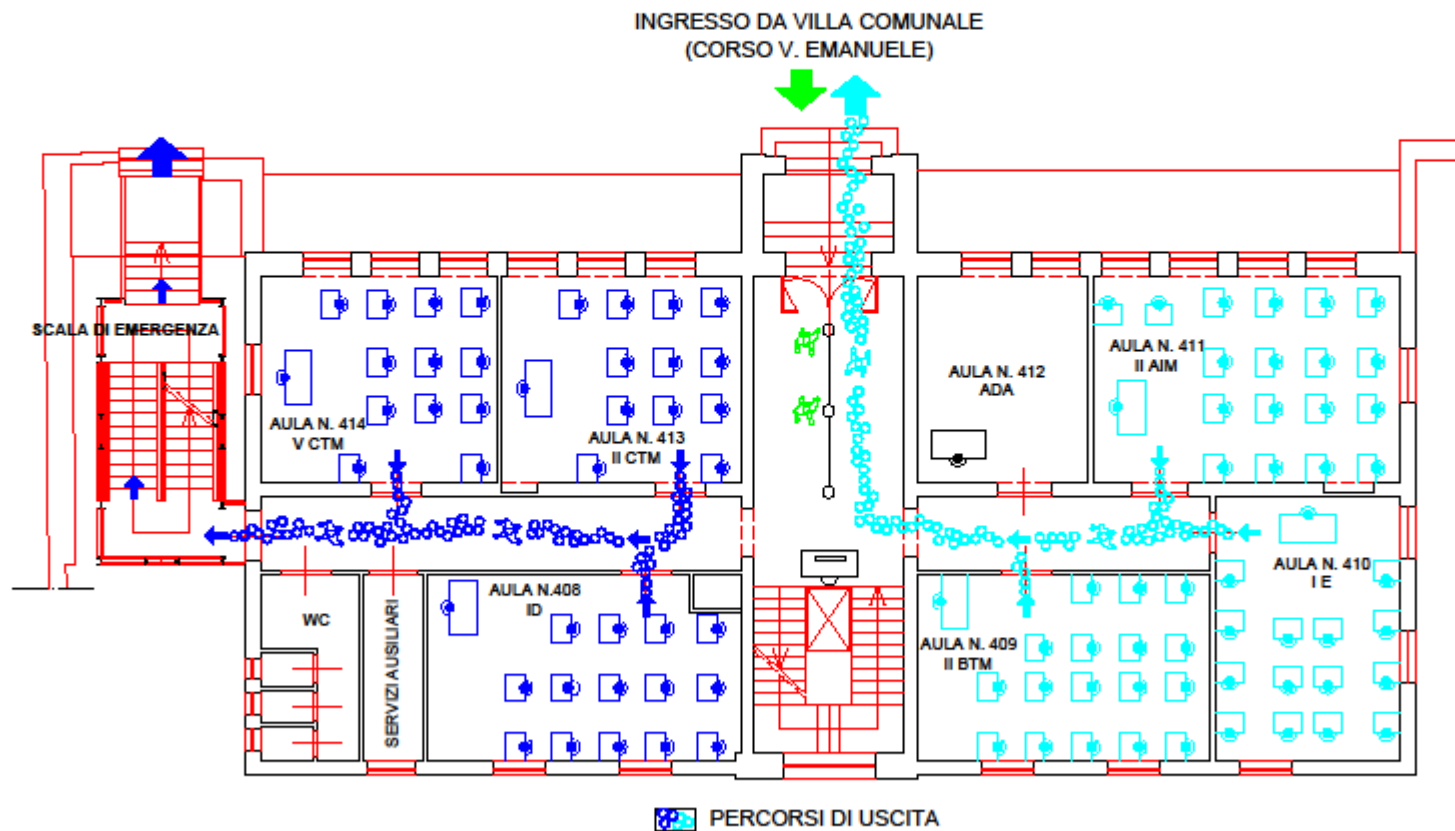 INGRESSO DA VILLA COMUNALE
(CORSO V. EMANUELE)
SCALA DI EMERGENZA
AULA N. 414
V CTM
AULA N. 413
II CTM
AULA N. 412
ADA
AULA N. 411
II AIM
AULA N.408
ID
WC
SERVIZI AUSILIARI
AULA N. 409
II BTM
AULA N. 410
I E
PERCORSI DI USCITA